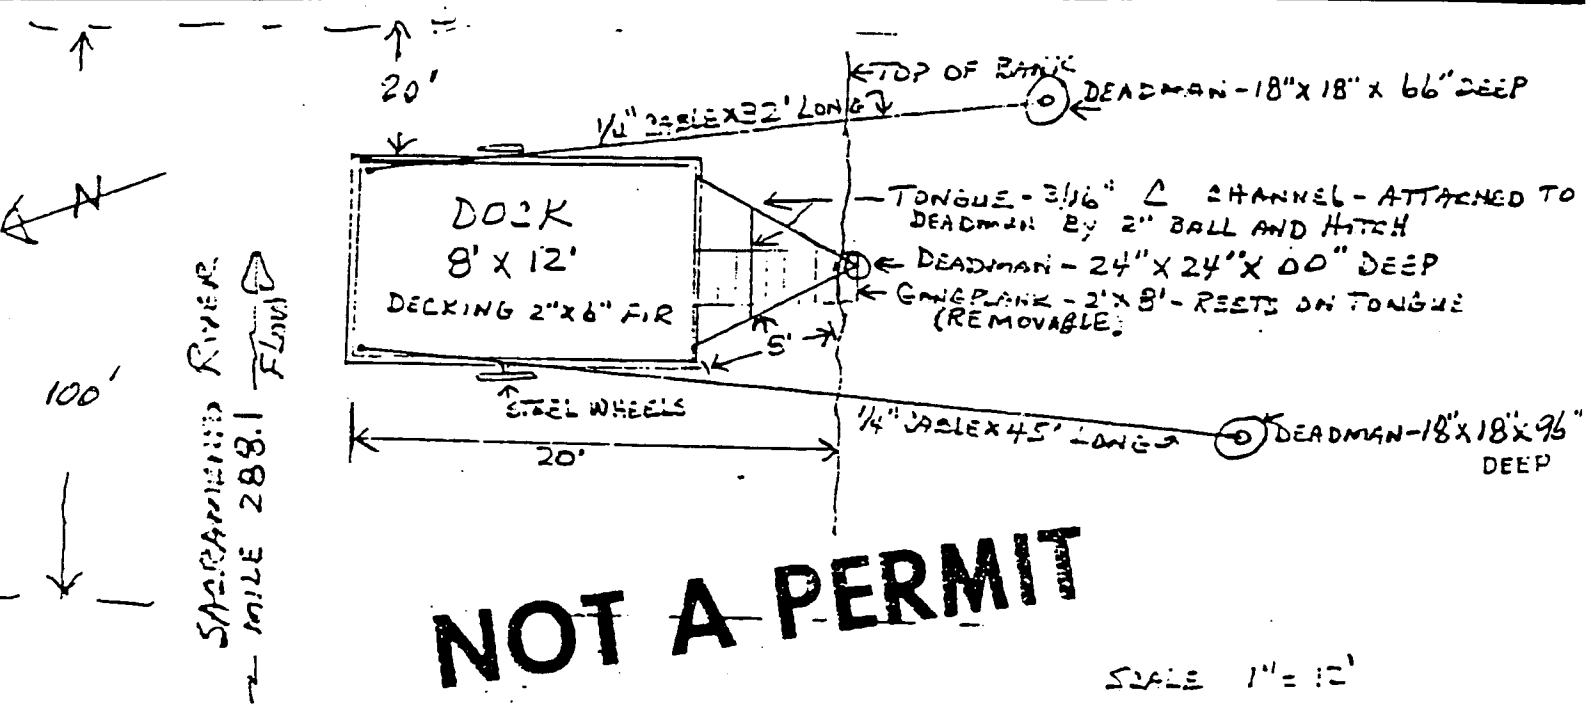 20'
TOP OF BANK
DEADMAN - 18" X 18" X 66" DEEP
1/4" CABLE X 32' LONG
N
DOCK
8' X 12'
DECKING 2" X 6" FIR
TONGUE - 3/16" C CHANNEL - ATTACHED TO
DEADMAN BY 2" BALL AND HITCH
DEADMAN - 24" X 24" X DEEP
GANGPLANK - 2' X 8' - RESTS ON TONGUE
(REMOVABLE)
5'
100'
SACRAMENTO RIVER
MILE 288.1
FLOW
STEEL WHEELS
1/4" CABLE X 45' LONG
DEADMAN - 18" X 18" X 96"
DEEP
20'
NOT A PERMIT
SCALE 1" = 12'